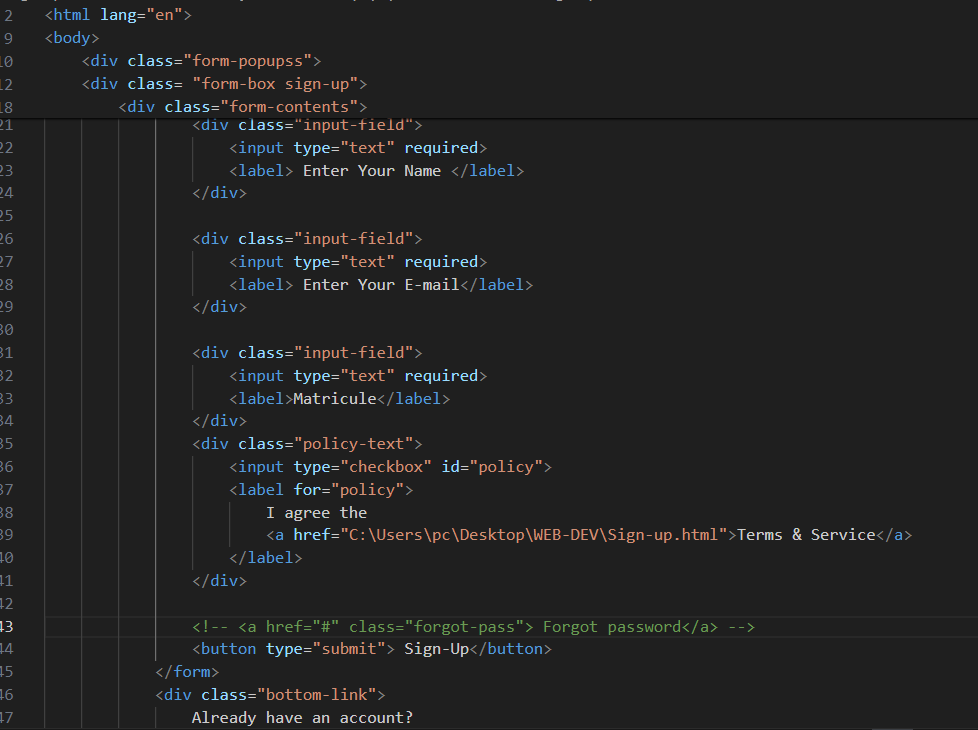 2 <html lang="en">
9 <body>
10 <div class="form-popupss">
12 <div class= "form-box sign-up">
18 <div class="form-contents">
21 <div class="input-field">
22 <input type="text" required>
23 <label> Enter Your Name </label>
24 </div>
25
26 <div class="input-field">
27 <input type="text" required>
28 <label> Enter Your E-mail</label>
29 </div>
30
31 <div class="input-field">
32 <input type="text" required>
33 <label>Matricule</label>
34 </div>
35 <div class="policy-text">
36 <input type="checkbox" id="policy">
37 <label for="policy">
38 I agree the
39 <a href="C:\Users\pc\Desktop\WEB-DEV\Sign-up.html">Terms & Service</a>
40 </label>
41 </div>
42
43 <!-- <a href="#" class="forgot-pass"> Forgot password</a> -->
44 <button type="submit"> Sign-Up</button>
45 </form>
46 <div class="bottom-link">
47 Already have an account?